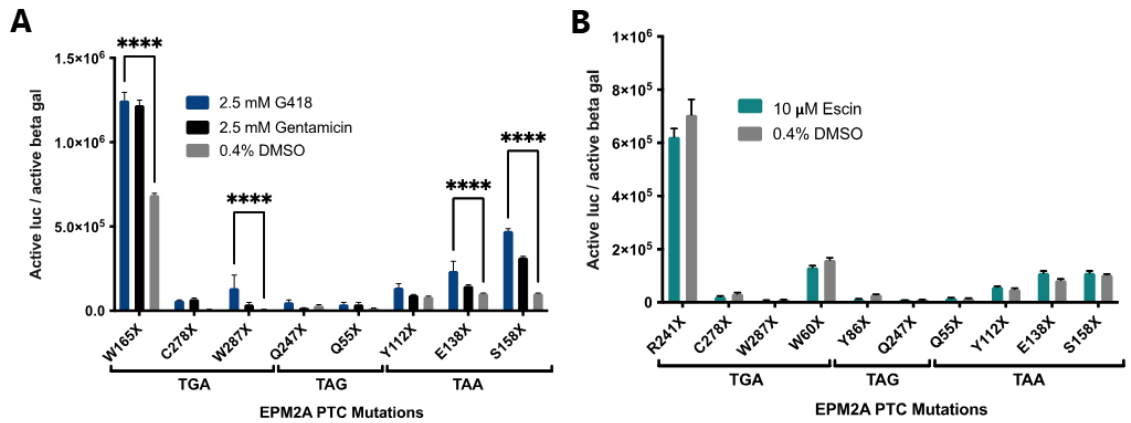 A
Active luc / active beta gal
1.5×10⁶
1.0×10⁶
5.0×10⁵
0.0
****
****
****
****
2.5 mM G418
2.5 mM Gentamicin
0.4% DMSO
W165X
C278X
W287X
Q247X
Q55X
Y112X
E138X
S158X
TGA
TAG
TAA
EPM2A PTC Mutations
B
Active luc / active beta gal
1×10⁶
8×10⁵
6×10⁵
4×10⁵
2×10⁵
0
10 µM Escin
0.4% DMSO
R241X
C278X
W287X
W60X
Y86X
Q247X
Q55X
Y112X
E138X
S158X
TGA
TAG
TAA
EPM2A PTC Mutations